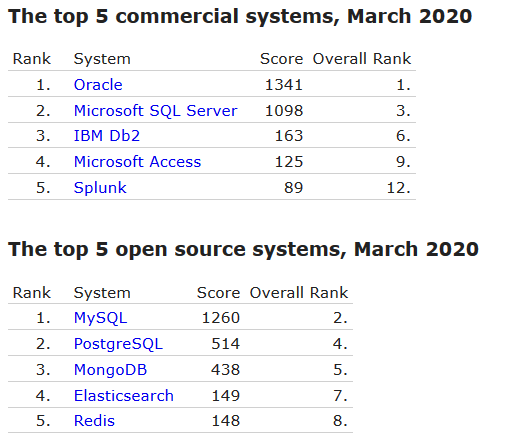 The top 5 commercial systems, March 2020
Rank System Score Overall Rank
1. Oracle 1341 1.
2. Microsoft SQL Server 1098 3.
3. IBM Db2 163 6.
4. Microsoft Access 125 9.
5. Splunk 89 12.
The top 5 open source systems, March 2020
Rank System Score Overall Rank
1. MySQL 1260 2.
2. PostgreSQL 514 4.
3. MongoDB 438 5.
4. Elasticsearch 149 7.
5. Redis 148 8.